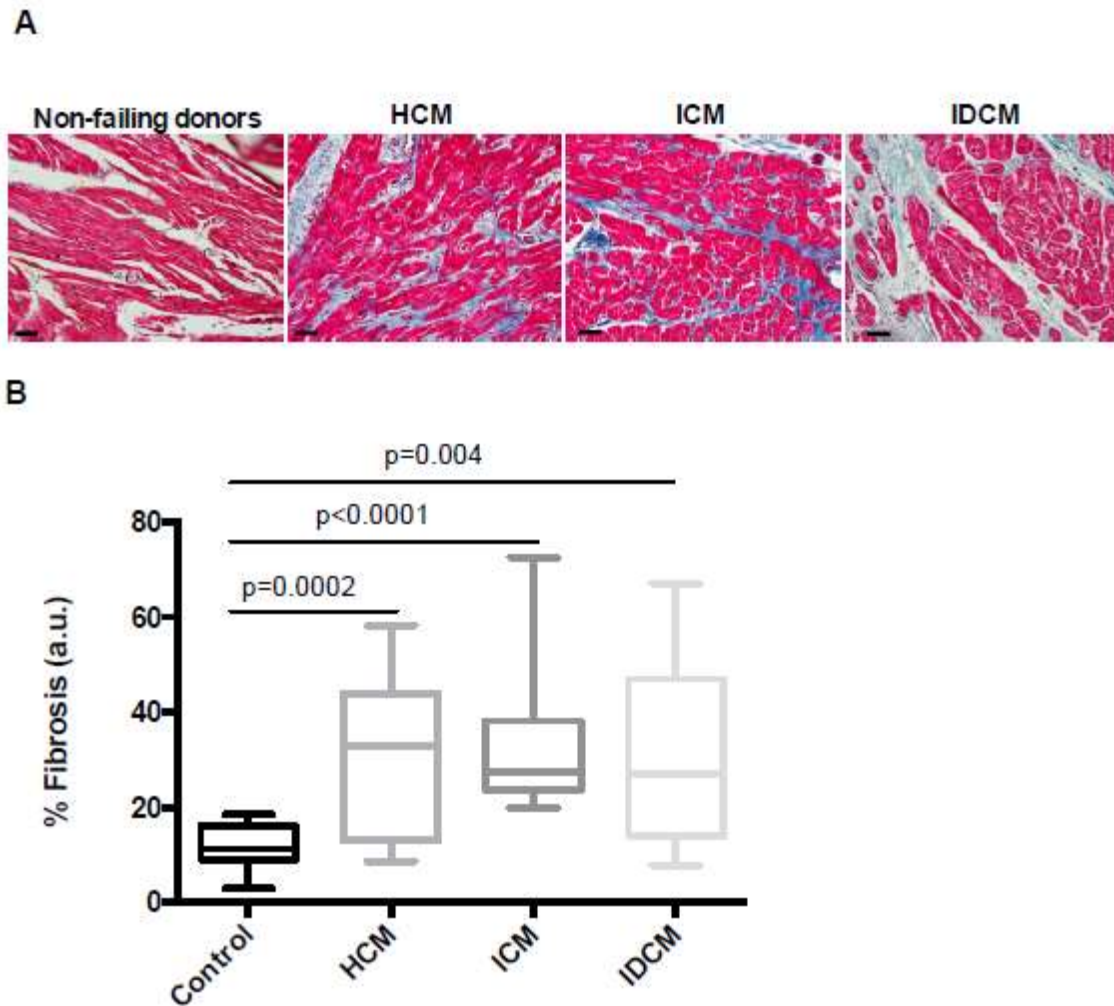 A
Non-failing donors HCM ICM IDCM
B
p=0.004
p<0.0001
p=0.0002
80
60
40
20
0
% Fibrosis (a.u.)
Control HCM ICM IDCM